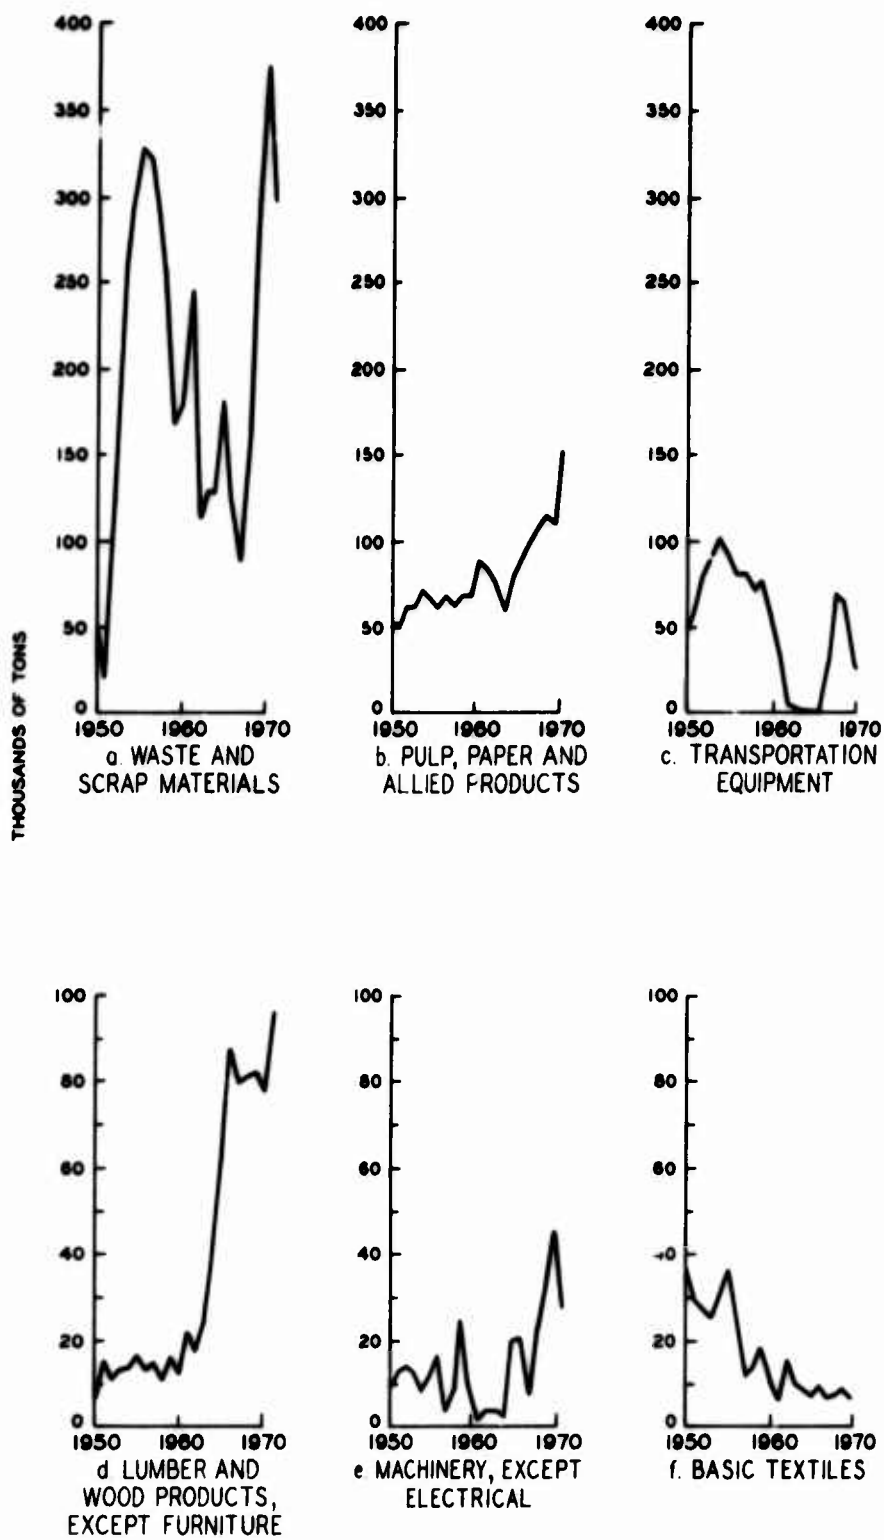 THOUSANDS OF TONS
400
350
300
250
200
150
100
50
0
1950 1960 1970
a. WASTE AND
SCRAP MATERIALS
400
350
300
250
200
150
100
50
0
1950 1960 1970
b. PULP, PAPER AND
ALLIED PRODUCTS
400
350
300
250
200
150
100
50
0
1950 1960 1970
c. TRANSPORTATION
EQUIPMENT
100
80
60
40
20
0
1950 1960 1970
d. LUMBER AND
WOOD PRODUCTS,
EXCEPT FURNITURE
100
80
60
40
20
0
1950 1960 1970
e. MACHINERY, EXCEPT
ELECTRICAL
100
80
60
40
20
0
1950 1960 1970
f. BASIC TEXTILES